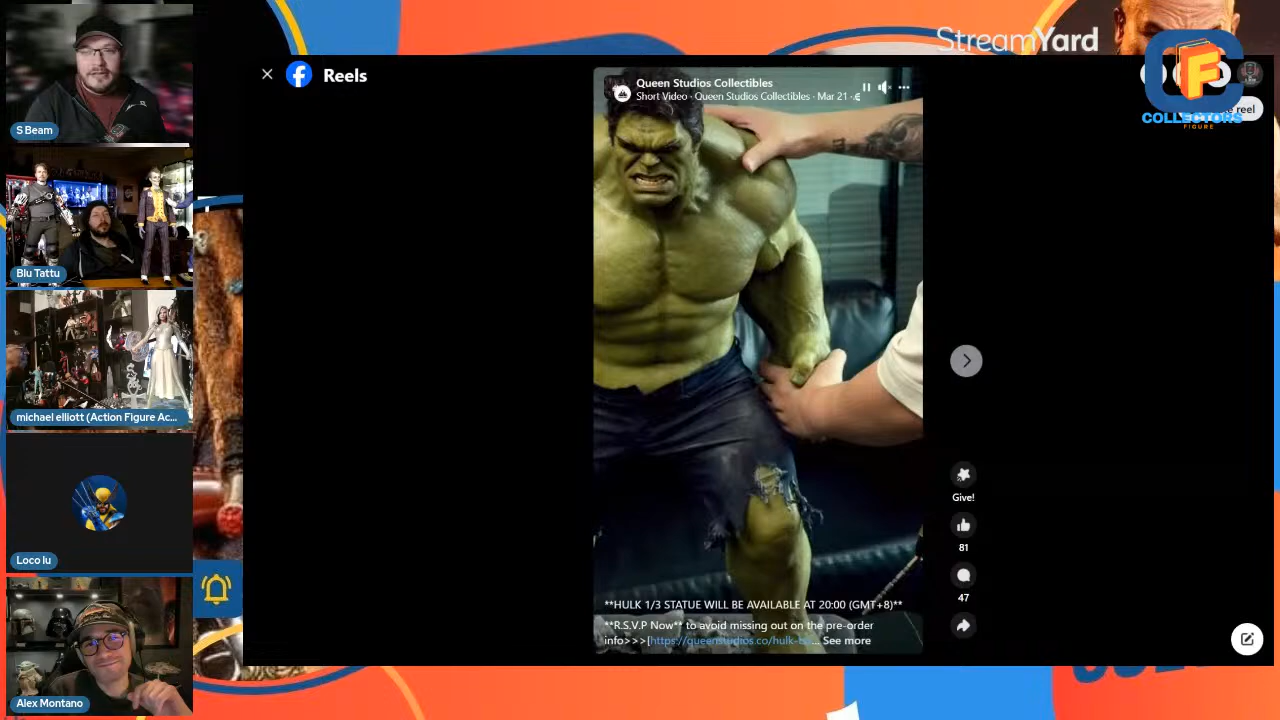 StreamYard
Reels
Queen Studios Collectibles
Short Video · Queen Studios Collectibles · Mar 21 ·
COLLECTORS
FIGURE
reel
S Beam
Blu Tattu
michael elliott (Action Figure Ac...
Loco lu
Alex Montano
Give!
81
47
**HULK 1/3 STATUE WILL BE AVAILABLE AT 20:00 (GMT+8)**
**R.S.V.P Now** to avoid missing out on the pre-order
info>>>[https://queenstudios.co/hulk-... See more